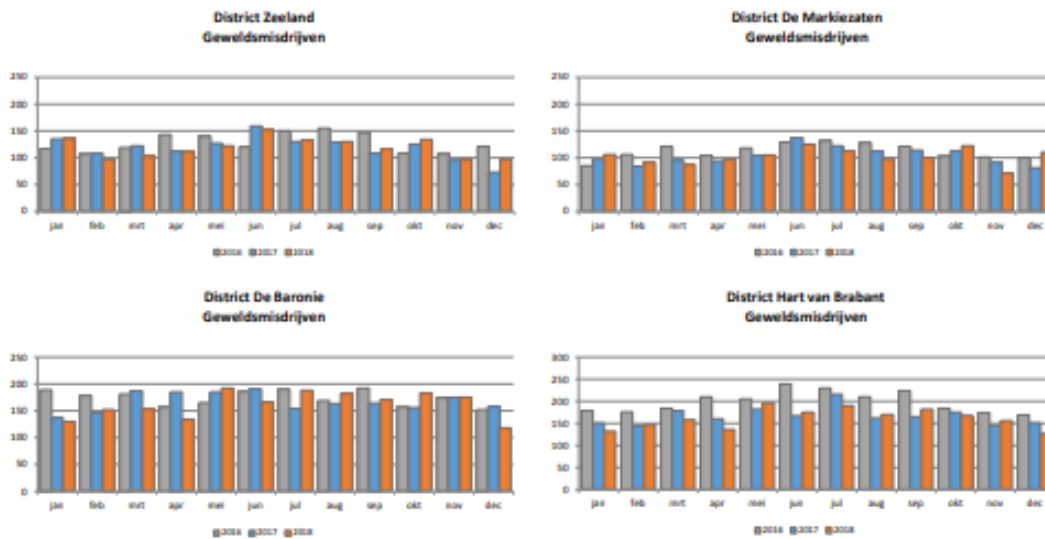 District Zeeland
Geweldsmisdrijven
250
200
150
100
50
0
jan feb mrt apr mei jun jul aug sep okt nov dec
2016 2017 2018
District De Markiezaten
Geweldsmisdrijven
250
200
150
100
50
0
jan feb mrt apr mei jun jul aug sep okt nov dec
2016 2017 2018
District De Baronie
Geweldsmisdrijven
250
200
150
100
50
0
jan feb mrt apr mei jun jul aug sep okt nov dec
2016 2017 2018
District Hart van Brabant
Geweldsmisdrijven
300
250
200
150
100
50
0
jan feb mrt apr mei jun jul aug sep okt nov dec
2016 2017 2018